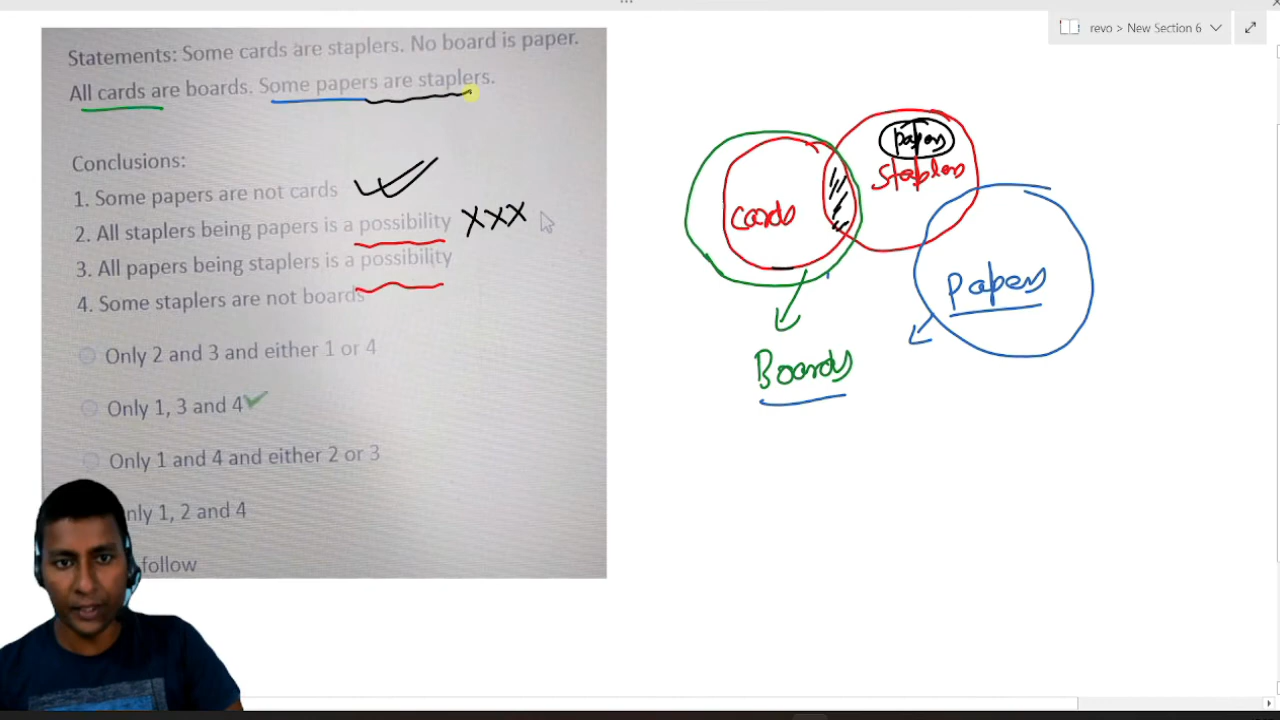 revo > New Section 6
Statements: Some cards are staplers. No board is paper.
All cards are boards. Some papers are staplers.
Conclusions:
1. Some papers are not cards
2. All staplers being papers is a possibility XXX
3. All papers being staplers is a possibility
4. Some staplers are not boards
Only 2 and 3 and either 1 or 4
Only 1, 3 and 4
Only 1 and 4 and either 2 or 3
1, 2 and 4
follow
papers
Staplers
cards
Papers
Boards